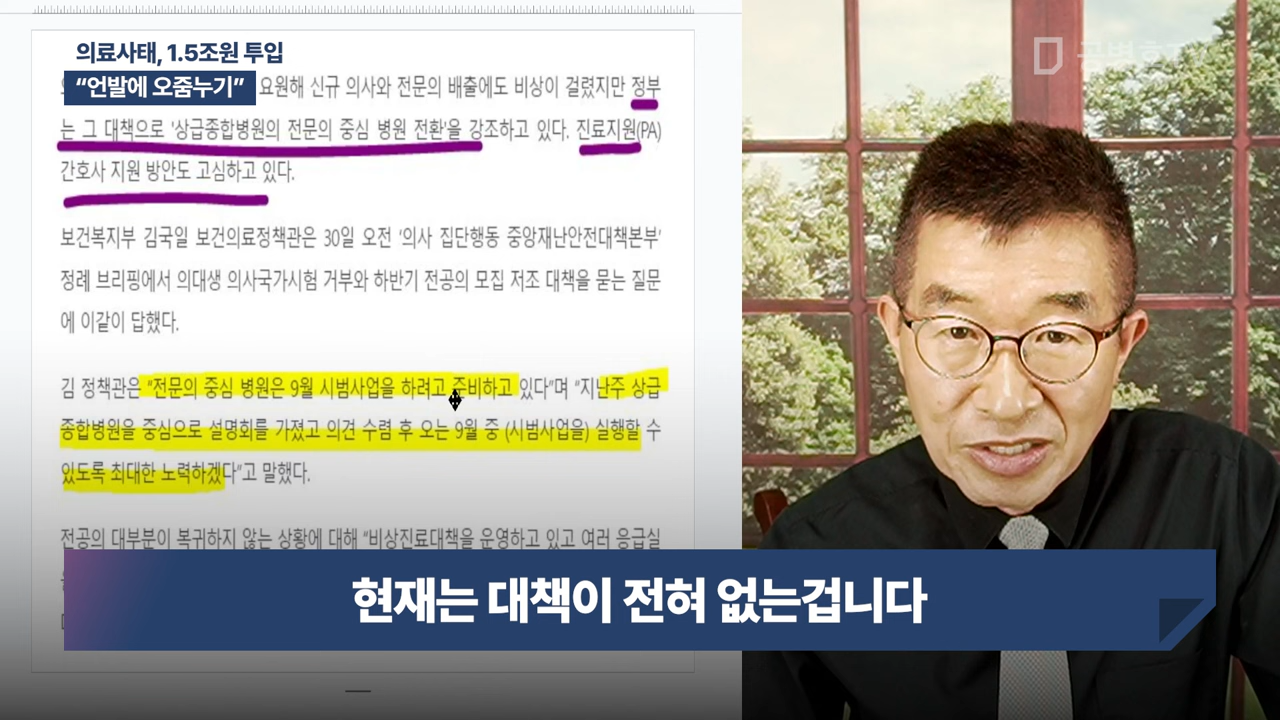 의료사태, 1.5조원 투입
“언발에 오줌누기”
요원해 신규 의사와 전문의 배출에도 비상이 걸렸지만 정부
는 그 대책으로 '상급종합병원의 전문의 중심 병원 전환'을 강조하고 있다. 진료지원(PA)
간호사 지원 방안도 고심하고 있다.
보건복지부 김국일 보건의료정책관은 30일 오전 '의사 집단행동 중앙재난안전대책본부'
정례 브리핑에서 의대생 의사국가시험 거부와 하반기 전공의 모집 저조 대책을 묻는 질문
에 이같이 답했다.
김 정책관은 “전문의 중심 병원은 9월 시범사업을 하려고 준비하고 있다”며 “지난주 상급
종합병원을 중심으로 설명회를 가졌고 의견 수렴 후 오는 9월 중 (시범사업을) 실행할 수
있도록 최대한 노력하겠다”고 말했다.
전공의 대부분이 복귀하지 않는 상황에 대해 “비상진료대책을 운영하고 있고 여러 응급실
현재는 대책이 전혀 없는겁니다